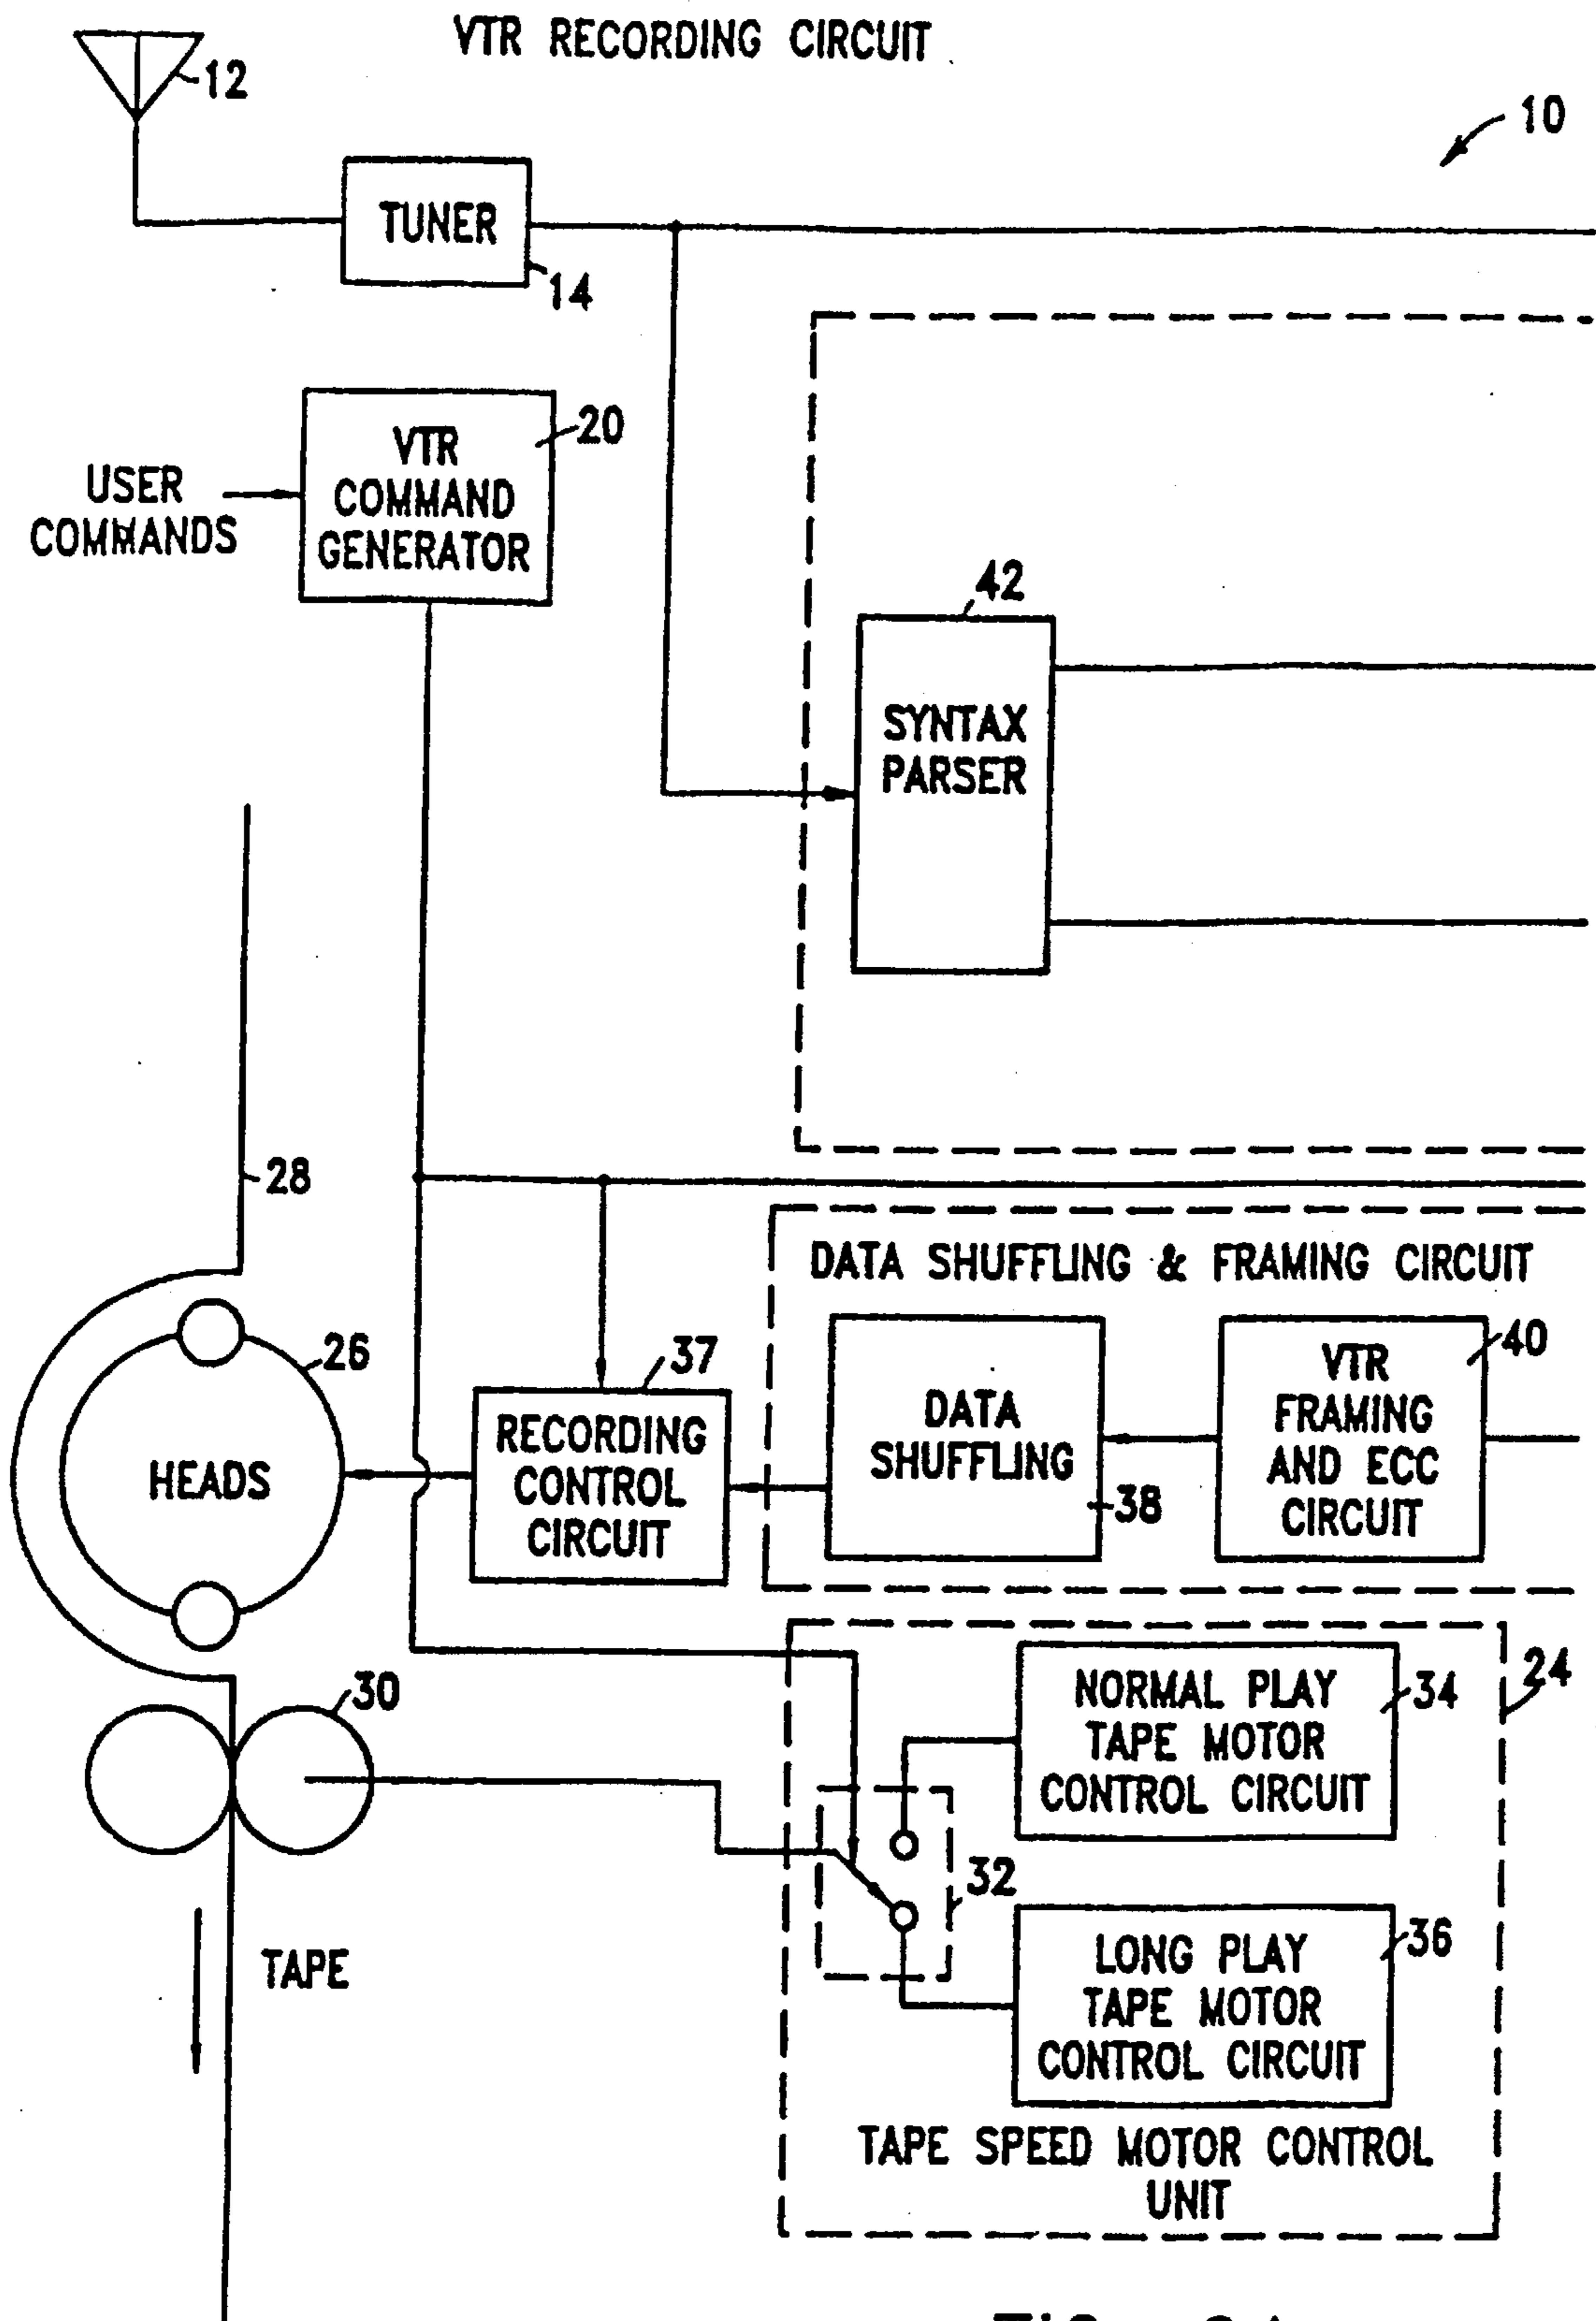 VTR RECORDING CIRCUIT
12
10
TUNER
14
20
VTR
COMMAND
GENERATOR
USER
COMMANDS
42
SYNTAX
PARSER
28
DATA SHUFFLING & FRAMING CIRCUIT
26
37
40
HEADS
RECORDING
CONTROL
CIRCUIT
DATA
SHUFFLING
38
VTR
FRAMING
AND ECC
CIRCUIT
30
24
NORMAL PLAY
TAPE MOTOR
CONTROL CIRCUIT
34
32
TAPE
LONG PLAY
TAPE MOTOR
CONTROL CIRCUIT
36
TAPE SPEED MOTOR CONTROL
UNIT